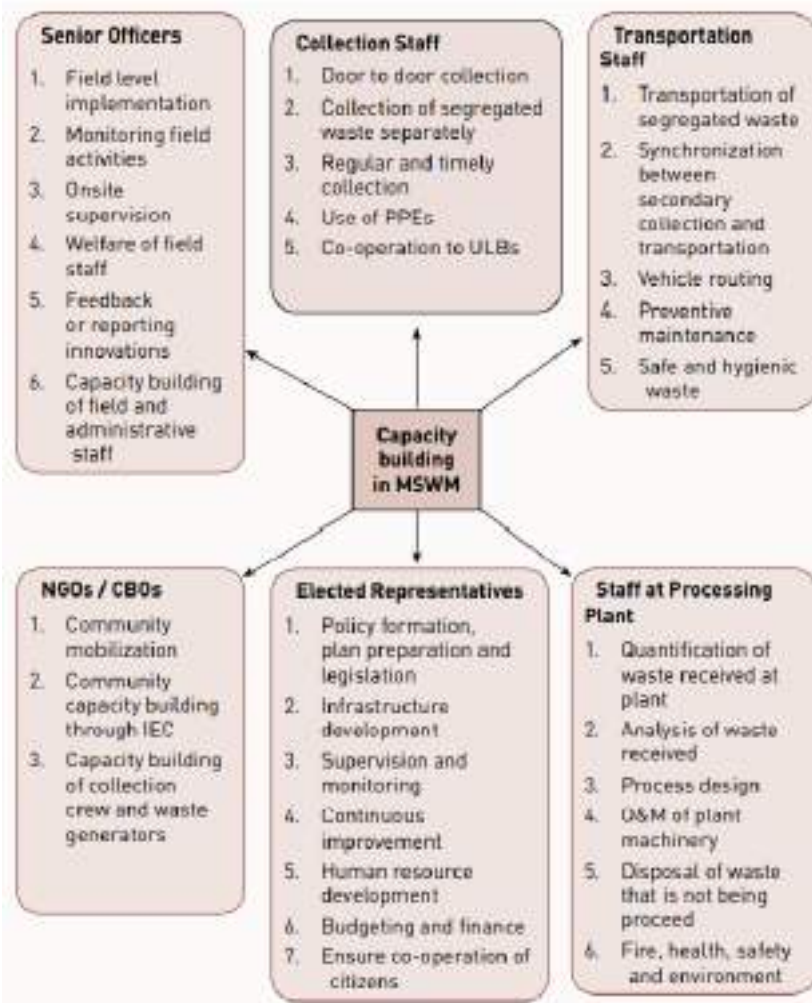 Senior Officers
1. Field level
implementation
2. Monitoring field
activities
3. Onsite
supervision
4. Welfare of field
staff
5. Feedback
or reporting
innovations
6. Capacity building
of field and
administrative
staff
Collection Staff
1. Door to door collection
2. Collection of segregated
waste separately
3. Regular and timely
collection
4. Use of PPEs
5. Co-operation to ULBs
Transportation
Staff
1. Transportation of
segregated waste
2. Synchronization
between
secondary
collection and
transportation
3. Vehicle routing
4. Preventive
maintenance
5. Safe and hygienic
waste
Capacity
building
in MSWM
NGOs / CBOs
1. Community
mobilization
2. Community
capacity building
through IEC
3. Capacity building
of collection
crew and waste
generators
Elected Representatives
1. Policy formation,
plan preparation and
legislation
2. Infrastructure
development
3. Supervision and
monitoring
4. Continuous
improvement
5. Human resource
development
6. Budgeting and finance
7. Ensure co-operation of
citizens
Staff at Processing
Plant
1. Quantification of
waste received at
plant
2. Analysis of waste
received
3. Process design
4. O&M of plant
machinery
5. Disposal of waste
that is not being
proceed
6. Fire, health, safety
and environment